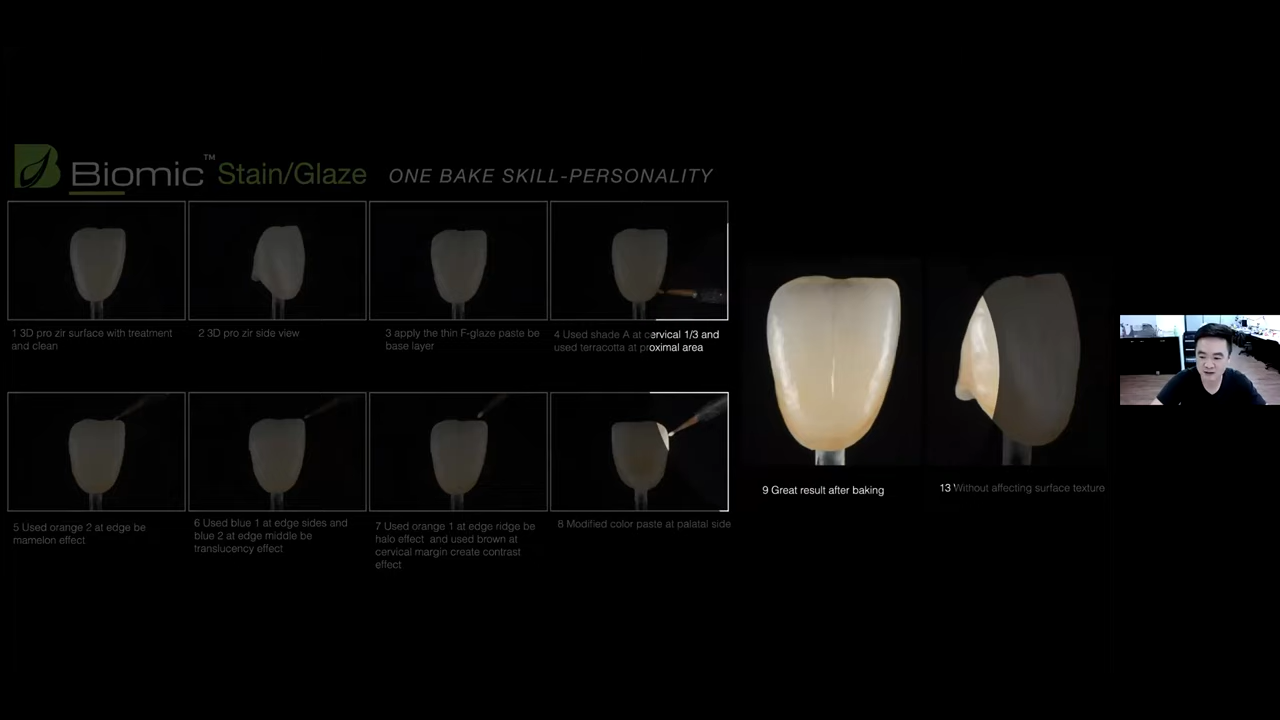 Biomic™ Stain/Glaze ONE BAKE SKILL-PERSONALITY
1 3D pro zir surface with treatment
and clean
2 3D pro zir side view
3 apply the thin F-glaze paste be
base layer
4 Used shade A at cervical 1/3 and
used terracotta at proximal area
5 Used orange 2 at edge be
mamelon effect
6 Used blue 1 at edge sides and
blue 2 at edge middle be
translucency effect
7 Used orange 1 at edge ridge be
halo effect and used brown at
cervical margin create contrast
effect
8 Modified color paste at palatal side
9 Great result after baking
13 Without affecting surface texture